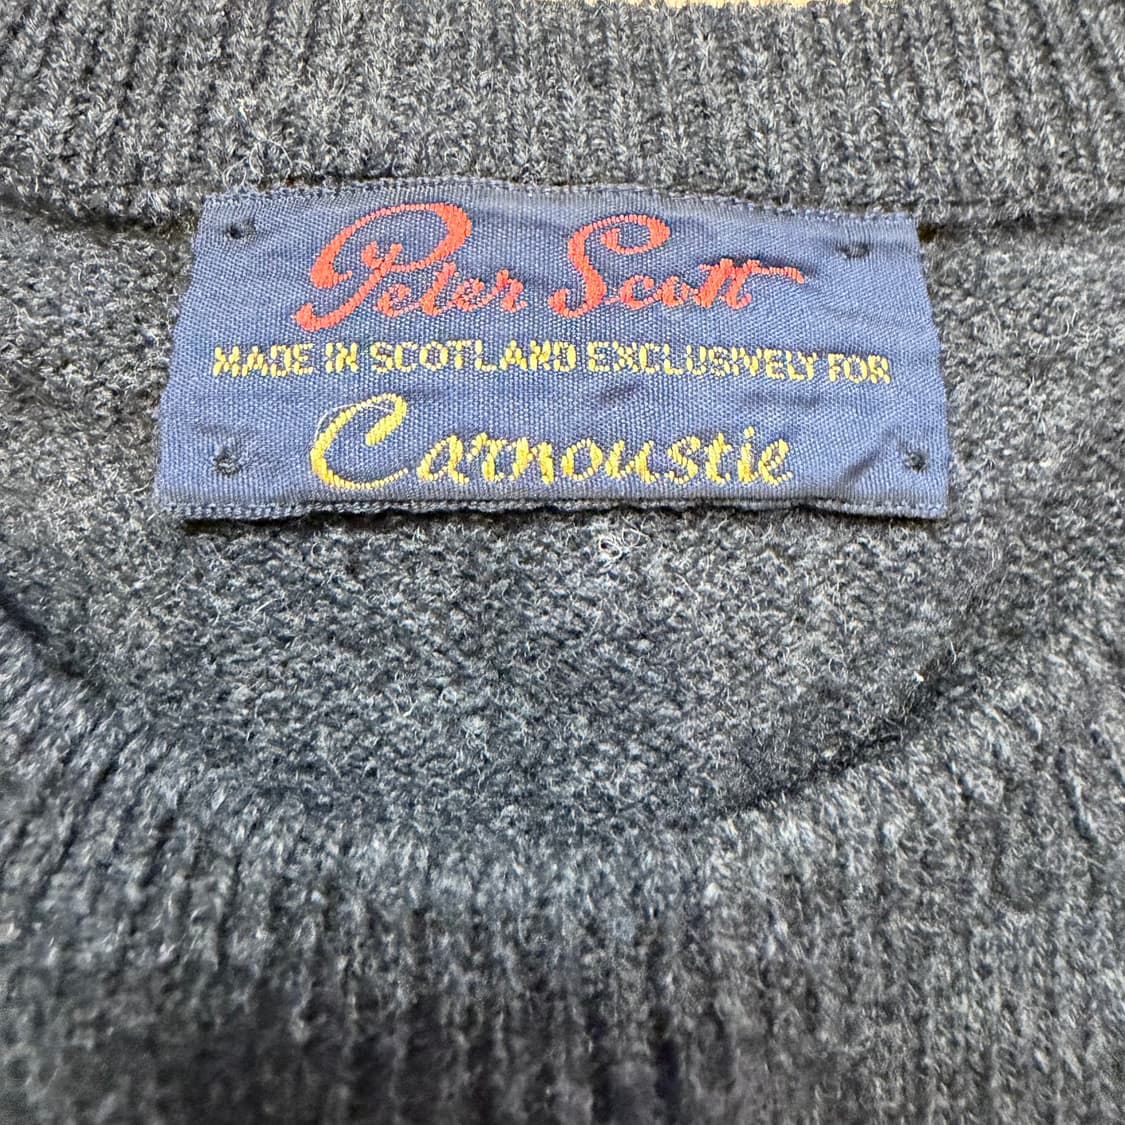 Peter Scott
MADE IN SCOTLAND EXCLUSIVELY FOR
Carnoustie